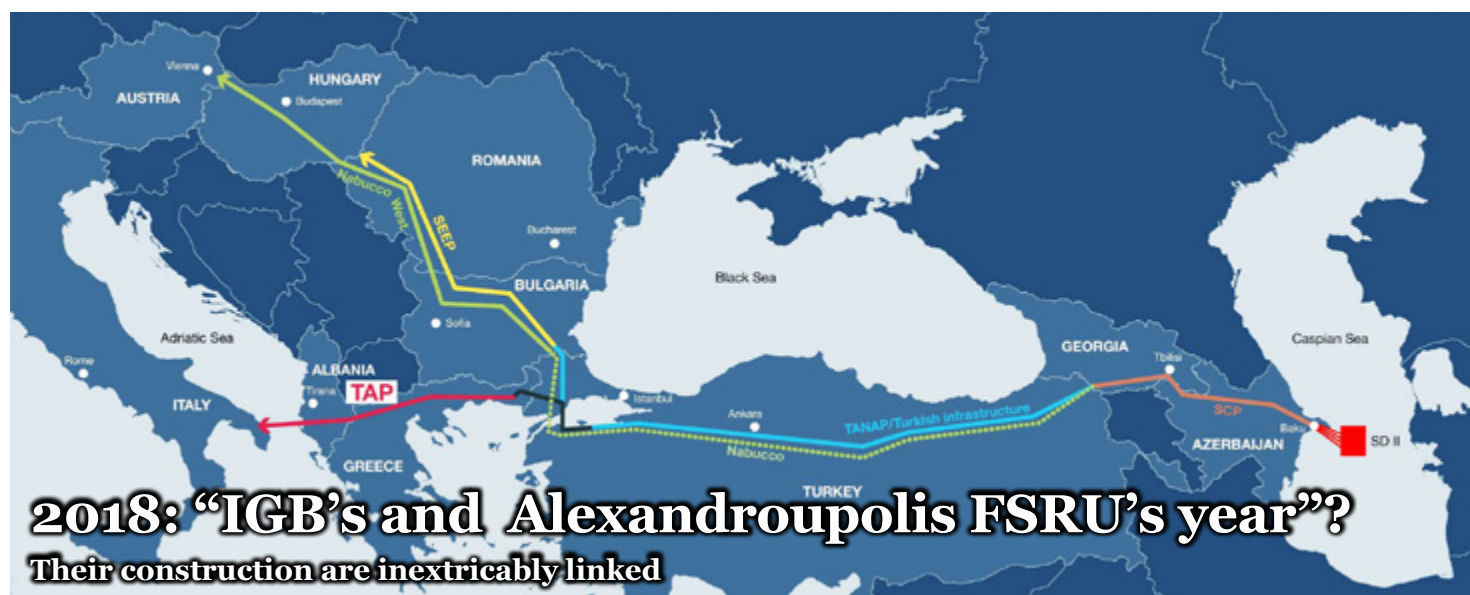 Vienna
HUNGARY
AUSTRIA
Budapest
ROMANIA
Nabucco West
SEEP
Bucharest
Black Sea
BULGARIA
Sofia
Adriatic Sea
Caspian Sea
GEORGIA
Tbilisi
Rome
ALBANIA
Tirana
TAP
ITALY
Istanbul
Ankara
TANAP/Turkish infrastructure
SCP
Baku
SD II
AZERBAIJAN
Nabucco
GREECE
TURKEY
2018: “IGB’s and Alexandroupolis FSRU’s year”?
Their construction are inextricably linked